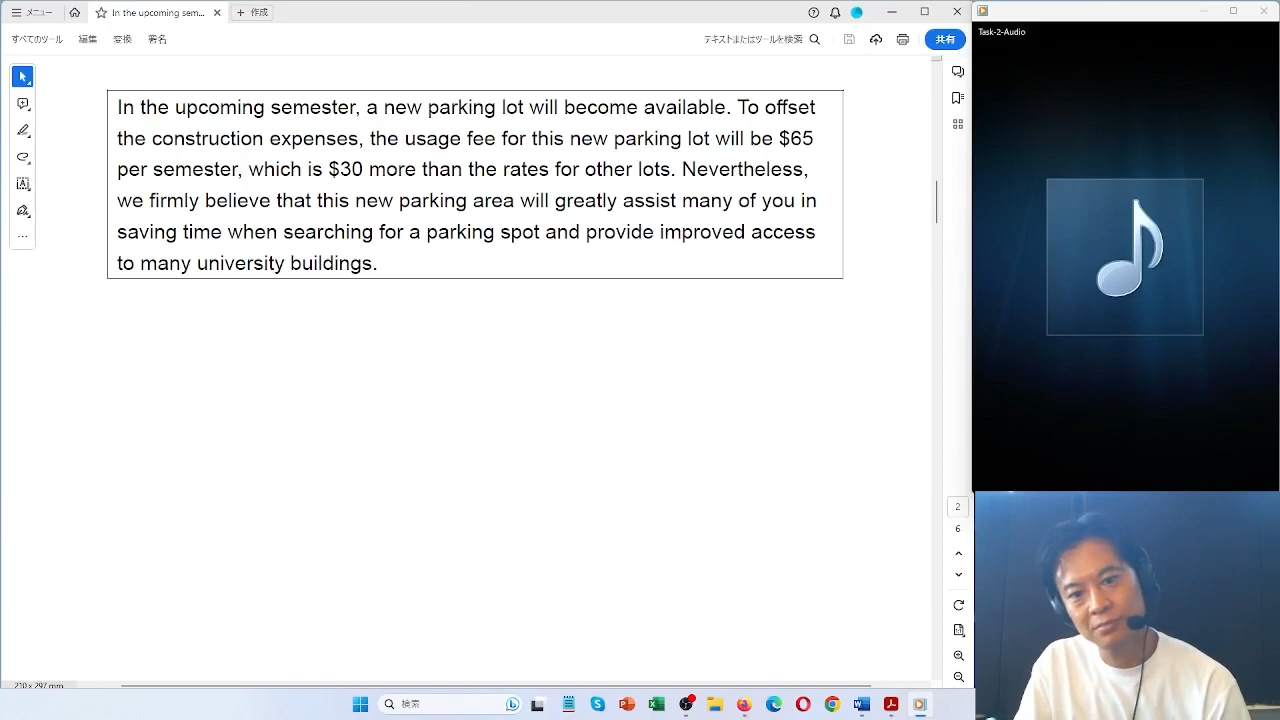 メニュー
In the upcoming sem...
作成
すべてのツール
編集
変換
署名
テキストまたはツールを検索
共有
Task-2-Audio
In the upcoming semester, a new parking lot will become available. To offset
the construction expenses, the usage fee for this new parking lot will be $65
per semester, which is $30 more than the rates for other lots. Nevertheless,
we firmly believe that this new parking area will greatly assist many of you in
saving time when searching for a parking spot and provide improved access
to many university buildings.
2
6
検索